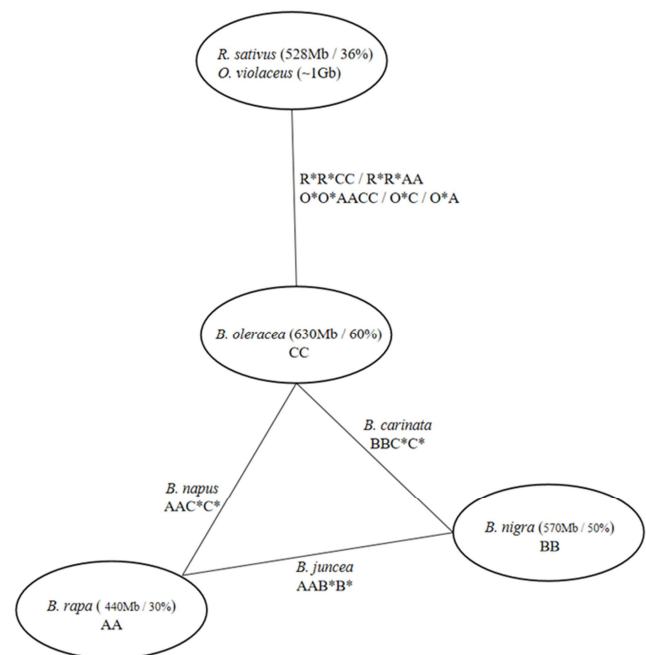 R. sativus (528Mb / 36%)
O. violaceus (~1Gb)
R*R*CC / R*R*AA
O*O*AACC / O*C / O*A
B. oleracea (630Mb / 60%)
CC
B. carinata
BBC*C*
B. napus
AAC*C*
B. nigra (570Mb / 50%)
BB
B. juncea
AAB*B*
B. rapa ( 440Mb / 30%)
AA